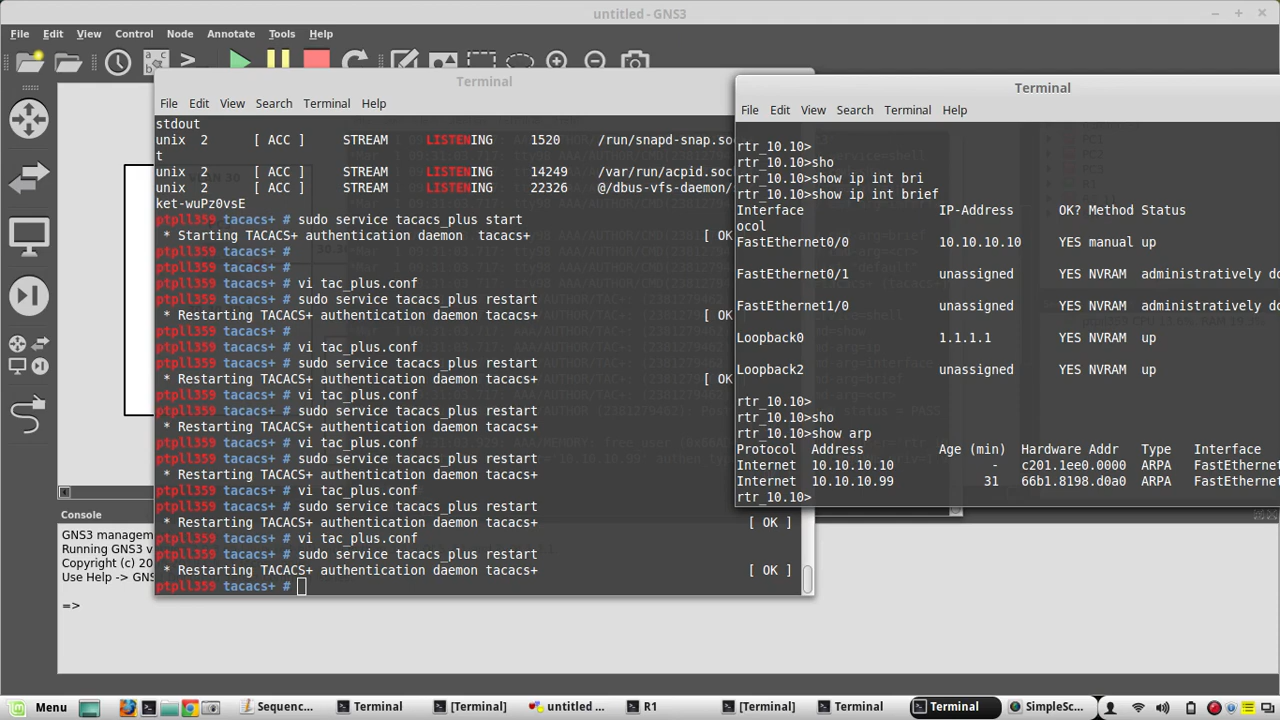 untitled - GNS3
File Edit View Control Node Annotate Tools Help
Terminal
File Edit View Search Terminal Help
stdout
unix 2 [ ACC ] STREAM LISTENING 1520 /run/snapd-snap.so
t
unix 2 [ ACC ] STREAM LISTENING 14249 /var/run/acpid.soc
unix 2 [ ACC ] STREAM LISTENING 22326 @/dbus-vfs-daemon/
ket-wuPz0vsE
ptpll359 tacacs+ # sudo service tacacs_plus start
* Starting TACACS+ authentication daemon tacacs+ [ OK
ptpll359 tacacs+ #
ptpll359 tacacs+ #
ptpll359 tacacs+ # vi tac_plus.conf
ptpll359 tacacs+ # sudo service tacacs_plus restart
* Restarting TACACS+ authentication daemon tacacs+ [ OK
ptpll359 tacacs+ #
ptpll359 tacacs+ # vi tac_plus.conf
ptpll359 tacacs+ # sudo service tacacs_plus restart
* Restarting TACACS+ authentication daemon tacacs+ [ OK
ptpll359 tacacs+ # vi tac_plus.conf
ptpll359 tacacs+ # sudo service tacacs_plus restart
* Restarting TACACS+ authentication daemon tacacs+
ptpll359 tacacs+ # vi tac_plus.conf
ptpll359 tacacs+ # sudo service tacacs_plus restart
* Restarting TACACS+ authentication daemon tacacs+
ptpll359 tacacs+ # vi tac_plus.conf
ptpll359 tacacs+ # sudo service tacacs_plus restart
* Restarting TACACS+ authentication daemon tacacs+ [ OK ]
ptpll359 tacacs+ # vi tac_plus.conf
ptpll359 tacacs+ # sudo service tacacs_plus restart
* Restarting TACACS+ authentication daemon tacacs+ [ OK ]
ptpll359 tacacs+ #
Terminal
File Edit View Search Terminal Help
rtr_10.10>
rtr_10.10>sho
rtr_10.10>show ip int bri
rtr_10.10>show ip int brief
Interface IP-Address OK? Method Status
ocol
FastEthernet0/0 10.10.10.10 YES manual up
FastEthernet0/1 unassigned YES NVRAM administratively do
FastEthernet1/0 unassigned YES NVRAM administratively do
Loopback0 1.1.1.1 YES NVRAM up
Loopback2 unassigned YES NVRAM up
rtr_10.10>
rtr_10.10>sho
rtr_10.10>show arp
Protocol Address Age (min) Hardware Addr Type Interface
Internet 10.10.10.10 - c201.1ee0.0000 ARPA FastEthernet
Internet 10.10.10.99 31 66b1.8198.d0a0 ARPA FastEthernet
rtr_10.10>
Console
GNS3 managem
Running GNS3 v
Copyright (c) 20
Use Help -> GNS
=>
Menu Sequenc... Terminal [Terminal] untitled ... R1 [Terminal] Terminal Terminal SimpleSc...